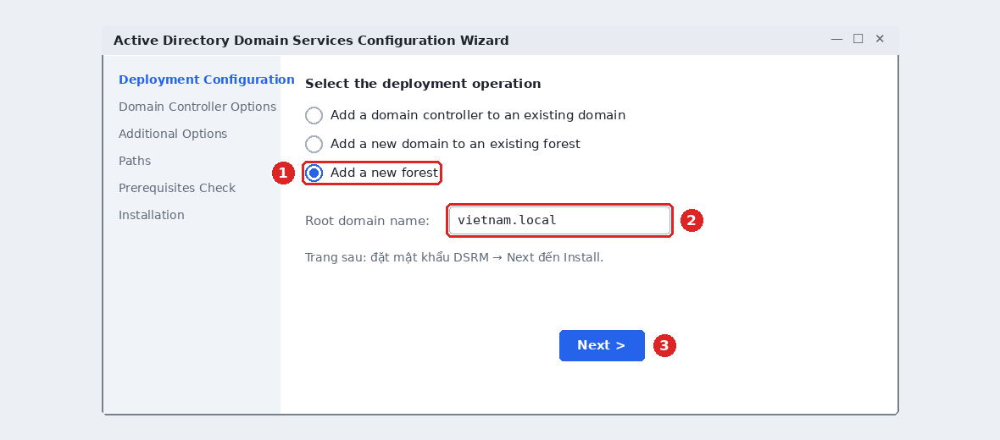 Active Directory Domain Services Configuration Wizard
Deployment Configuration
Domain Controller Options
Additional Options
Paths
Prerequisites Check
Installation
Select the deployment operation
Add a domain controller to an existing domain
Add a new domain to an existing forest
1 Add a new forest
Root domain name: vietnam.local 2
Trang sau: đặt mật khẩu DSRM → Next đến Install.
Next > 3